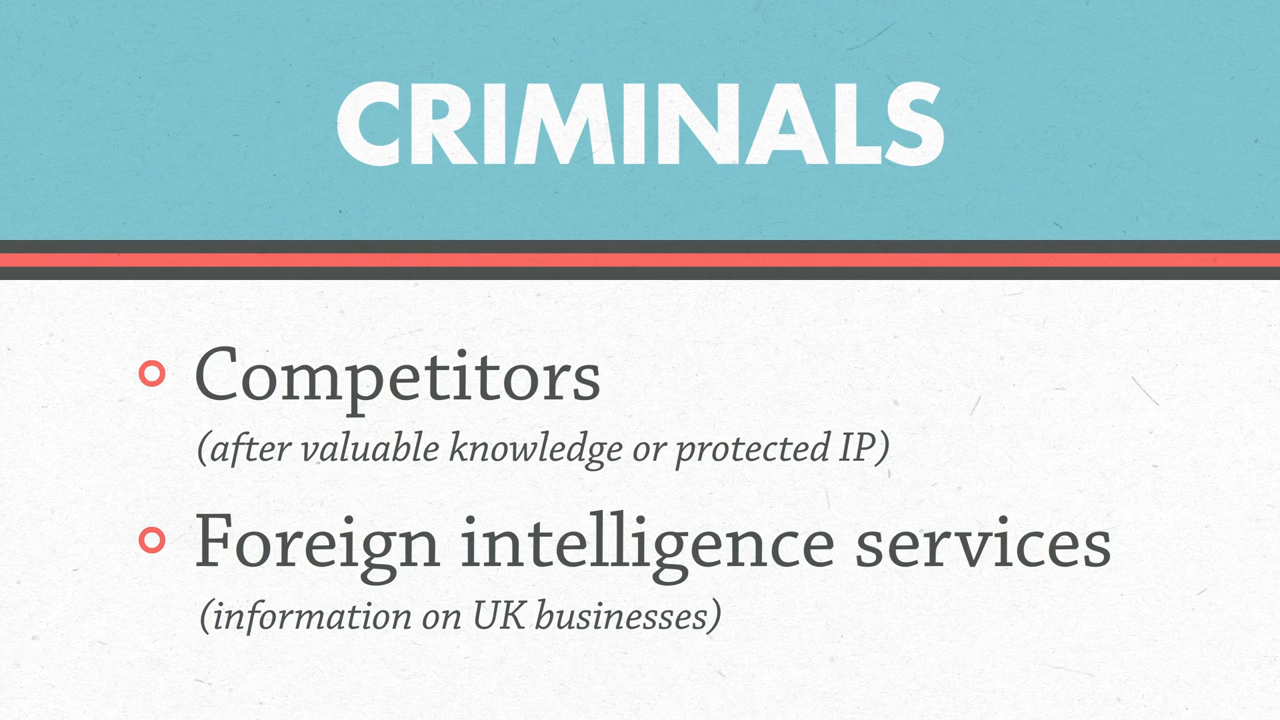 CRIMINALS
Competitors
(after valuable knowledge or protected IP)
Foreign intelligence services
(information on UK businesses)